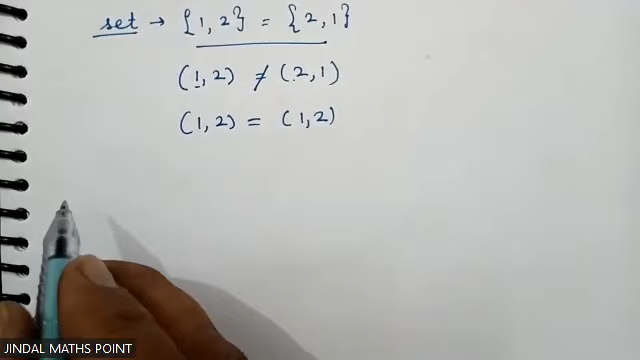 set → {1, 2} = {2, 1}
(1, 2) ≠ (2, 1)
(1, 2) = (1, 2)
JINDAL MATHS POINT